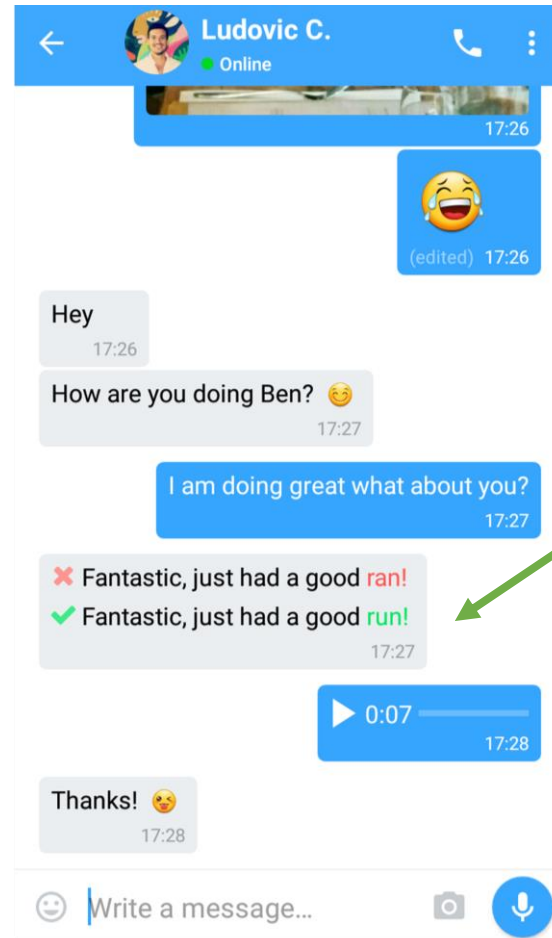 Ludovic C.
Online
17:26
(edited) 17:26
Hey
17:26
How are you doing Ben? 😊
17:27
I am doing great what about you?
17:27
❌ Fantastic, just had a good ran!
✔ Fantastic, just had a good run!
17:27
0:07
17:28
Thanks! 😝
17:28
Write a message...